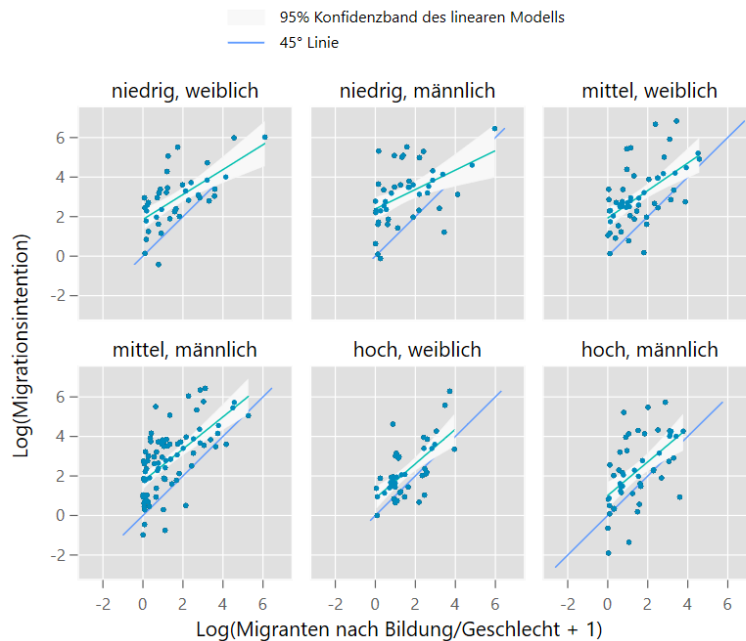 95% Konfidenzband des linearen Modells
45° Linie
niedrig, weiblich
niedrig, männlich
mittel, weiblich
6
4
2
0
-2
mittel, männlich
hoch, weiblich
hoch, männlich
6
4
2
0
-2
-2 0 2 4 6
-2 0 2 4 6
-2 0 2 4 6
Log(Migrationsintention)
Log(Migranten nach Bildung/Geschlecht + 1)